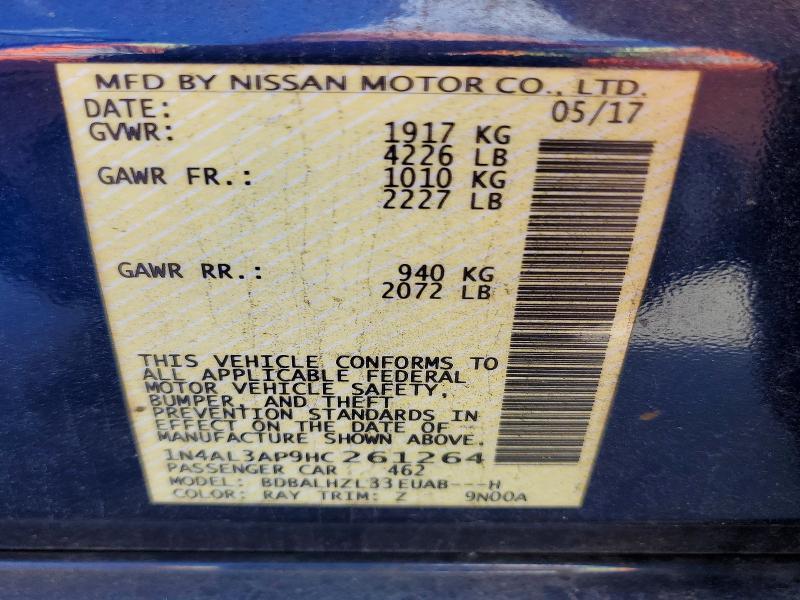 MFD BY NISSAN MOTOR CO., LTD.
DATE: 05/17
GVWR: 1917 KG
4226 LB
GAWR FR.: 1010 KG
2227 LB
GAWR RR.: 940 KG
2072 LB
THIS VEHICLE CONFORMS TO
ALL APPLICABLE FEDERAL
MOTOR VEHICLE SAFETY,
BUMPER, AND THEFT
PREVENTION STANDARDS IN
EFFECT ON THE DATE OF
MANUFACTURE SHOWN ABOVE.
1N4AL3AP9HC261264
PASSENGER CAR 462
MODEL: BDBALHZL33EUAB---H
COLOR: RAY TRIM: Z 9N00A